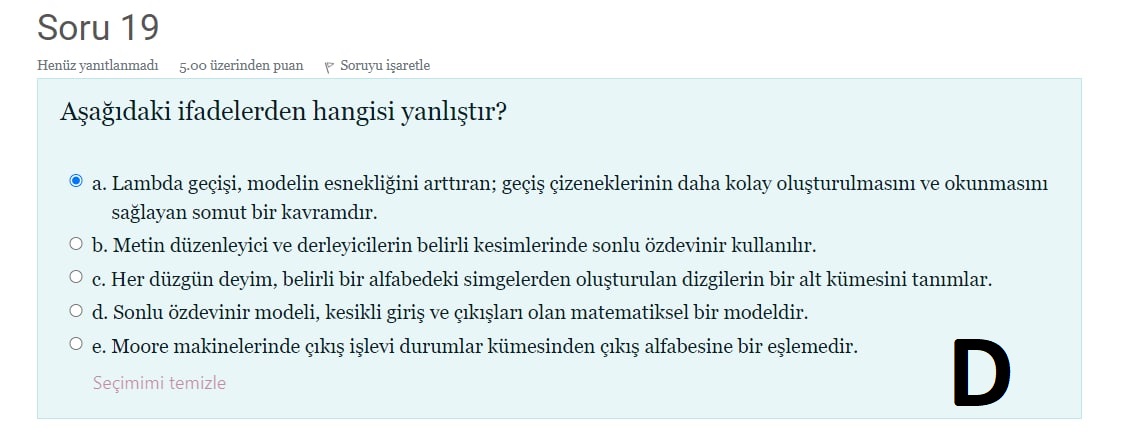 Soru 19
Henüz yanıtlanmadı 5.00 üzerinden puan Soruyu işaretle
Aşağıdaki ifadelerden hangisi yanlıştır?
a. Lambda geçişi, modelin esnekliğini arttıran; geçiş çizeneklerinin daha kolay oluşturulmasını ve okunmasını
sağlayan somut bir kavramdır.
b. Metin düzenleyici ve derleyicilerin belirli kesimlerinde sonlu özdevinir kullanılır.
c. Her düzgün deyim, belirli bir alfabedeki simgelerden oluşturulan dizgilerin bir alt kümesini tanımlar.
d. Sonlu özdevinir modeli, kesikli giriş ve çıkışları olan matematiksel bir modeldir.
e. Moore makinelerinde çıkış işlevi durumlar kümesinden çıkış alfabesine bir eşlemedir.
Seçimimi temizle
D